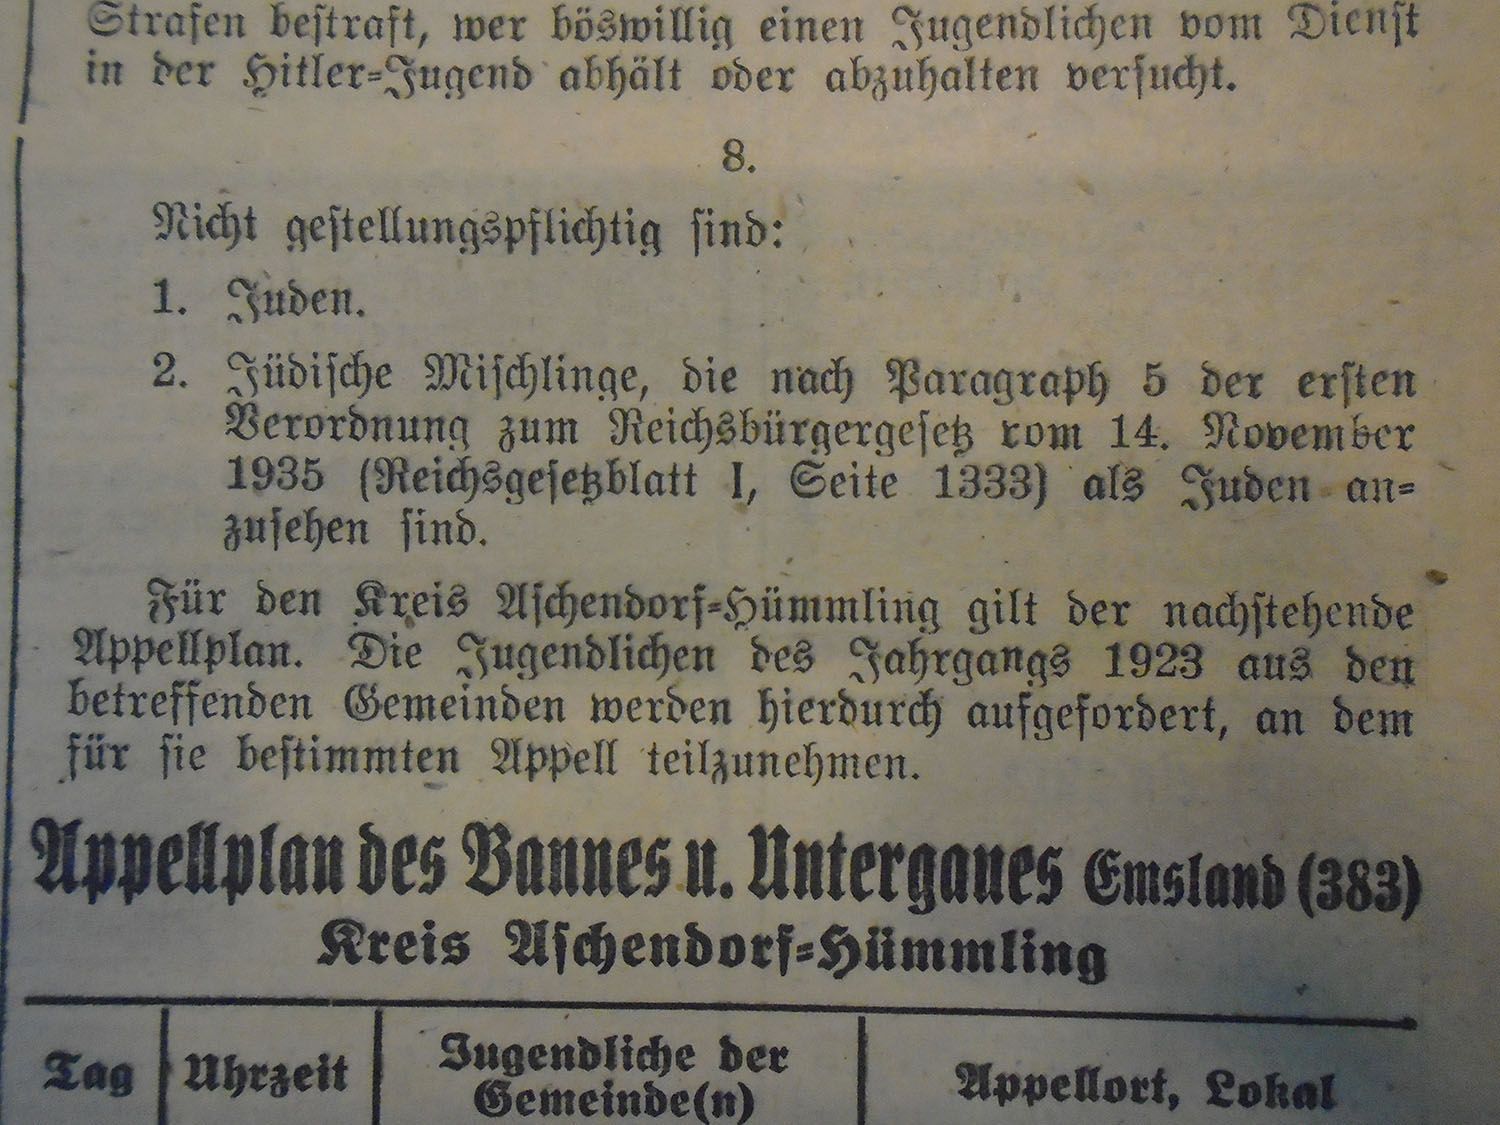 Strafen bestraft, wer böswillig einen Jugendlichen vom Dienst
in der Hitler=Jugend abhält oder abzuhalten versucht.
8.
Nicht gestellungspflichtig sind:
1. Juden.
2. Jüdische Mischlinge, die nach Paragraph 5 der ersten
Verordnung zum Reichsbürgergesetz vom 14. November
1935 (Reichsgesetzblatt I, Seite 1333) als Juden an=
zusehen sind.
Für den Kreis Aschendorf=Hümmling gilt der nachstehende
Appellplan. Die Jugendlichen des Jahrgangs 1923 aus den
betreffenden Gemeinden werden hierdurch aufgefordert, an dem
für sie bestimmten Appell teilzunehmen.
Appellplan des Bannes u. Untergaues Emsland (383)
Kreis Aschendorf=Hümmling
Tag Uhrzeit Jugendliche der Gemeinde(n) Appellort, Lokal